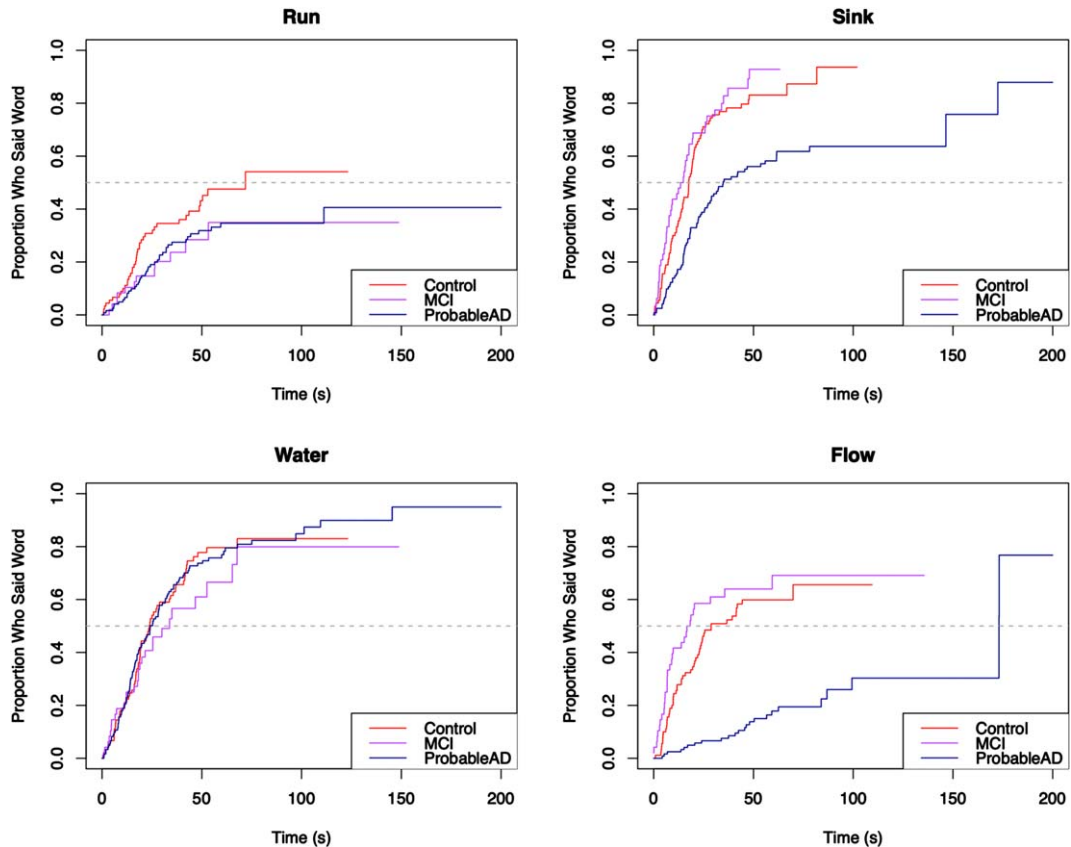 Run
Proportion Who Said Word
1.0
0.8
0.6
0.4
0.2
0.0
Control
MCI
ProbableAD
0 50 100 150 200
Time (s)
Sink
Proportion Who Said Word
1.0
0.8
0.6
0.4
0.2
0.0
Control
MCI
ProbableAD
0 50 100 150 200
Time (s)
Water
Proportion Who Said Word
1.0
0.8
0.6
0.4
0.2
0.0
Control
MCI
ProbableAD
0 50 100 150 200
Time (s)
Flow
Proportion Who Said Word
1.0
0.8
0.6
0.4
0.2
0.0
Control
MCI
ProbableAD
0 50 100 150 200
Time (s)